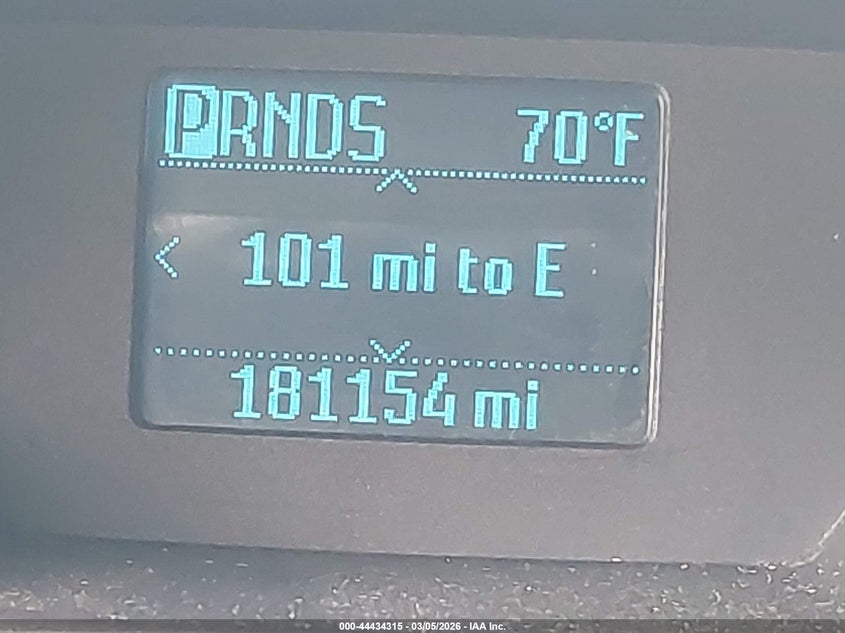 PRNDS 70°F
101 mi to E
181154 mi
000-44434315 - 03/05/2026 - IAA Inc.